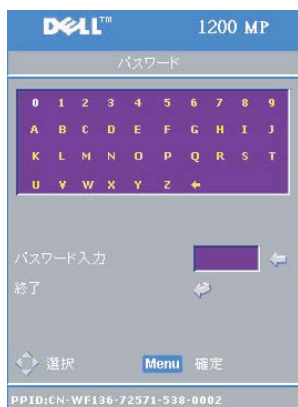 DELL™ 1200 MP
パスワード
0 1 2 3 4 5 6 7 8 9
A B C D E F G H I J
K L M N O P Q R S T
U ¥ W X Y Z ←
パスワード入力
終了
選択 Menu 確定
PPID:CN-WF136-72571-538-0002